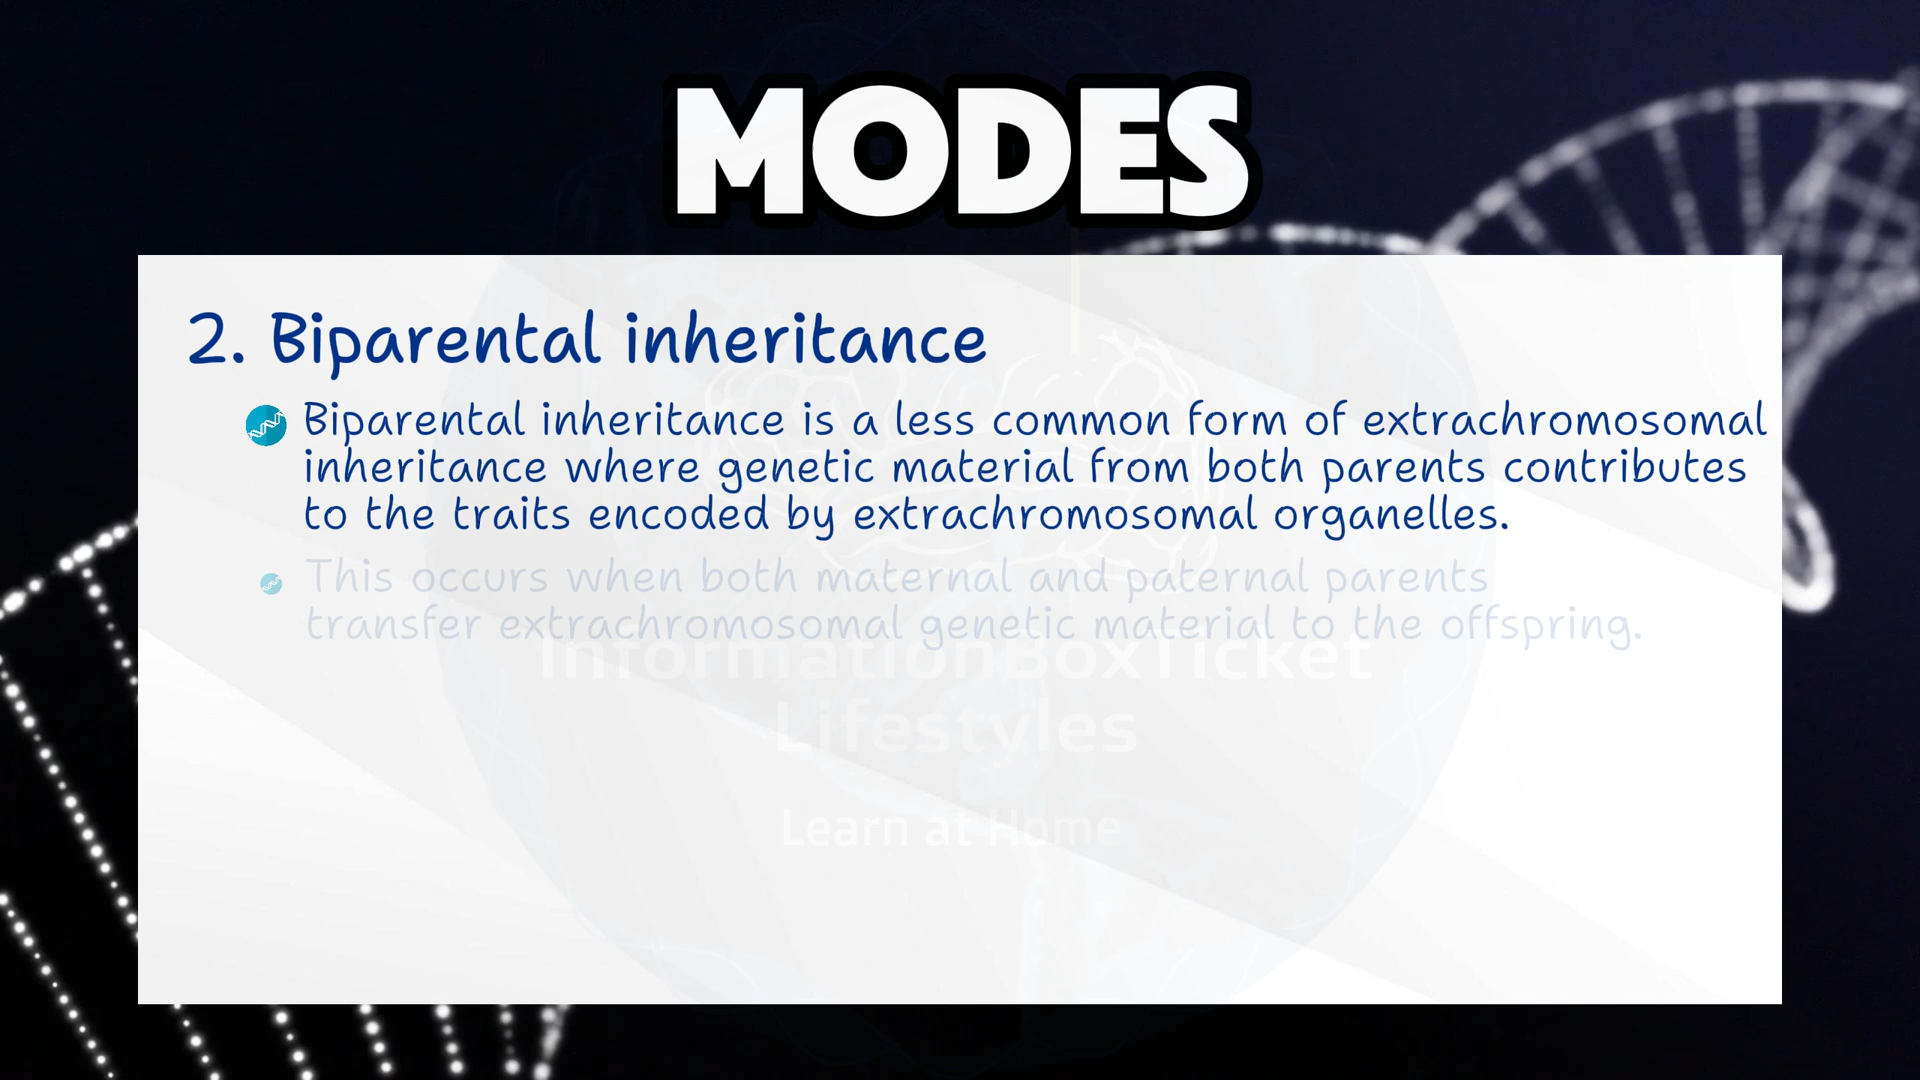 MODES
2. Biparental inheritance
Biparental inheritance is a less common form of extrachromosomal
inheritance where genetic material from both parents contributes
to the traits encoded by extrachromosomal organelles.
This occurs when both maternal and paternal parents
transfer extrachromosomal genetic material to the offspring.
InformationBoxTicket
Lifestyles
Learn at Home